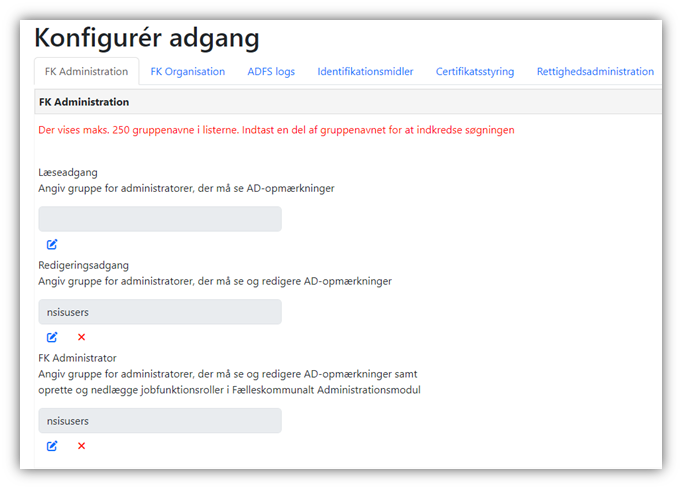 Konfigurér adgang
FK Administration FK Organisation ADFS logs Identifikationsmidler Certifikatsstyring Rettighedsadministration
FK Administration
Der vises maks. 250 gruppenavne i listerne. Indtast en del af gruppenavnet for at indkredse søgningen
Læseadgang
Angiv gruppe for administratorer, der må se AD-opmærkninger
Redigeringsadgang
Angiv gruppe for administratorer, der må se og redigere AD-opmærkninger
nsisusers
FK Administrator
Angiv gruppe for administratorer, der må se og redigere AD-opmærkninger samt
oprette og nedlægge jobfunktionsroller i Fælleskommunalt Administrationsmodul
nsisusers